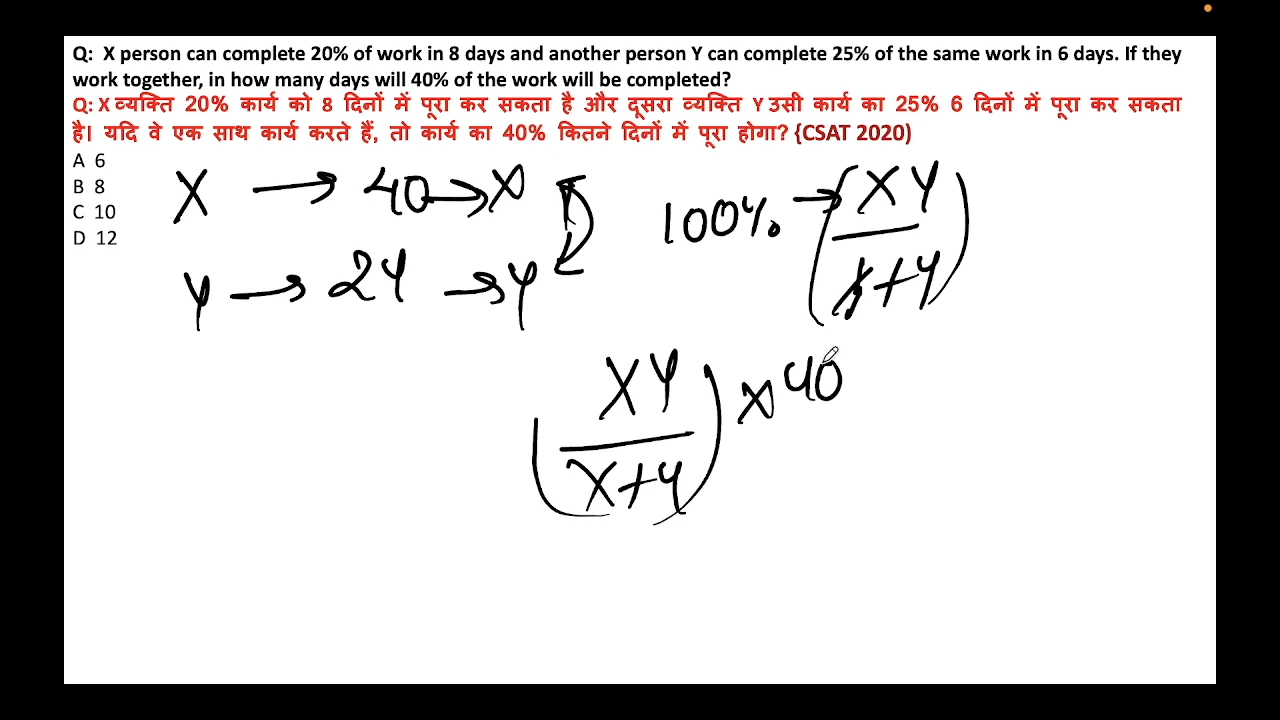 Q: X person can complete 20% of work in 8 days and another person Y can complete 25% of the same work in 6 days. If they
work together, in how many days will 40% of the work will be completed?
Q: X व्यक्ति 20% कार्य को 8 दिनों में पूरा कर सकता है और दूसरा व्यक्ति Y उसी कार्य का 25% 6 दिनों में पूरा कर सकता
है। यदि वे एक साथ कार्य करते हैं, तो कार्य का 40% कितने दिनों में पूरा होगा? {CSAT 2020)
A 6
B 8
C 10
D 12
X → 40 → X
Y → 24 → Y
100% → (XY
X+Y)
(XY
X+Y) × 40